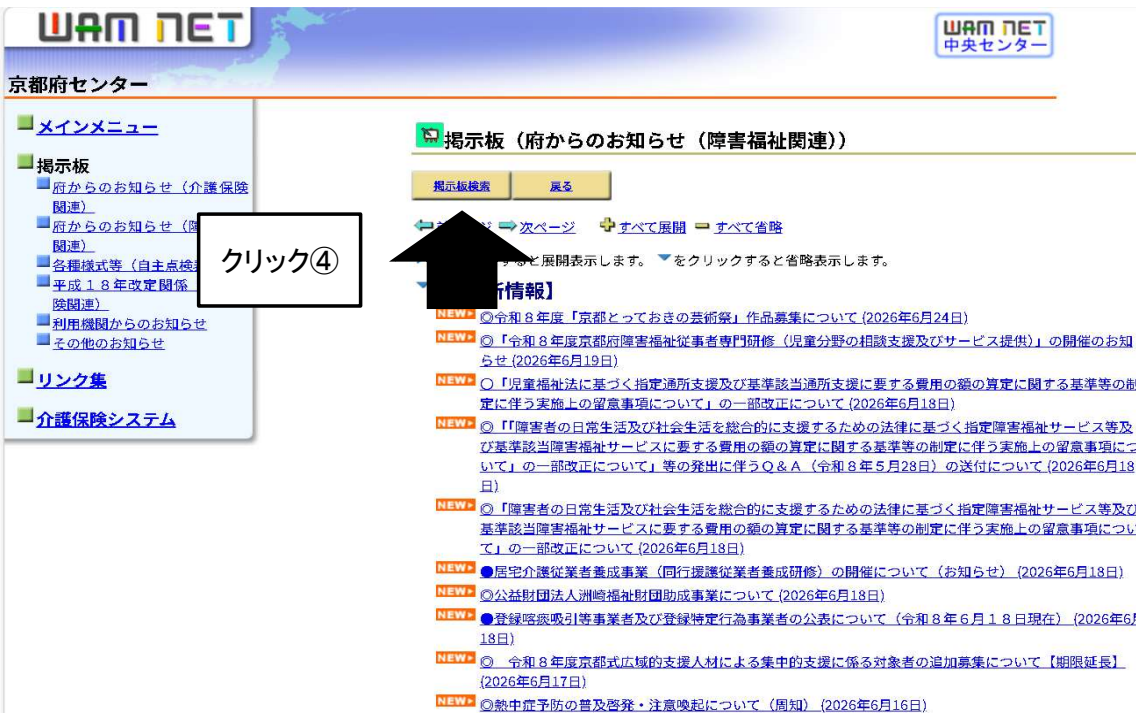 WAM NET
WAM NET
中央センター
京都府センター
メインメニュー
掲示板
府からのお知らせ（介護保険
関連）
府からのお知らせ（
関連）
各種様式等（自主点検
平成１８年改定関係
険関連）
利用機関からのお知らせ
その他のお知らせ
リンク集
介護保険システム
クリック④
掲示板（府からのお知らせ（障害福祉関連））
掲示板検索 戻る
次ページ すべて展開 すべて省略
すると展開表示します。 ▼をクリックすると省略表示します。
情報】
NEW ◎令和８年度「京都とっておきの芸術祭」作品募集について (2026年6月24日)
NEW ◎「令和８年度京都府障害福祉従事者専門研修（児童分野の相談支援及びサービス提供）」の開催のお知
らせ (2026年6月19日)
NEW ○「児童福祉法に基づく指定通所支援及び基準該当通所支援に要する費用の額の算定に関する基準等の制
定に伴う実施上の留意事項について」の一部改正について (2026年6月18日)
NEW ◎「｢障害者の日常生活及び社会生活を総合的に支援するための法律に基づく指定障害福祉サービス等及
び基準該当障害福祉サービスに要する費用の額の算定に関する基準等の制定に伴う実施上の留意事項につ
いて」の一部改正について」等の発出に伴うＱ＆Ａ（令和８年５月28日）の送付について (2026年6月18
日)
NEW ◎「障害者の日常生活及び社会生活を総合的に支援するための法律に基づく指定障害福祉サービス等及び
基準該当障害福祉サービスに要する費用の額の算定に関する基準等の制定に伴う実施上の留意事項につい
て」の一部改正について (2026年6月18日)
NEW ●居宅介護従業者養成事業（同行援護従業者養成研修）の開催について（お知らせ） (2026年6月18日)
NEW ◎公益財団法人洲崎福祉財団助成事業について (2026年6月18日)
NEW ●登録喀痰吸引等事業者及び登録特定行為事業者の公表について（令和８年６月１８日現在） (2026年6月
18日)
NEW ◎　令和８年度京都式広域的支援人材による集中的支援に係る対象者の追加募集について【期限延長】
(2026年6月17日)
NEW ◎熱中症予防の普及啓発・注意喚起について（周知） (2026年6月16日)